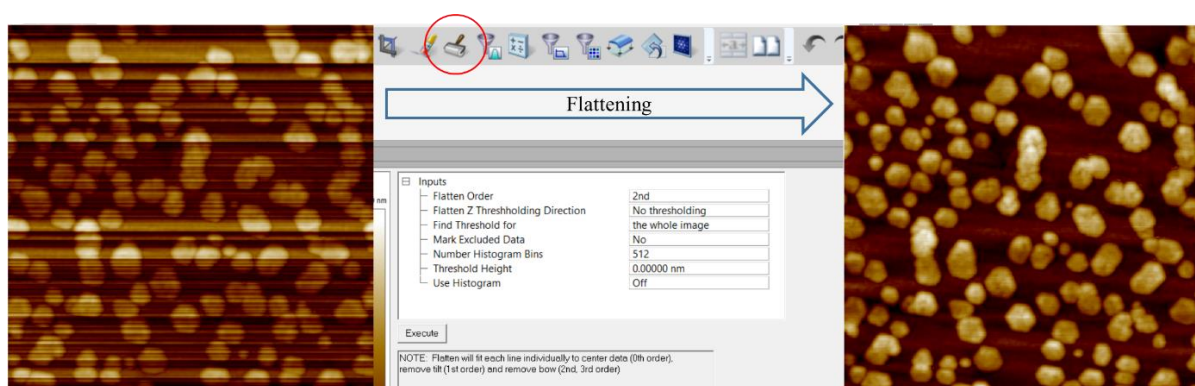 Flattening
nm
Inputs
Flatten Order 2nd
Flatten Z Threshholding Direction No thresholding
Find Threshold for the whole image
Mark Excluded Data No
Number Histogram Bins 512
Threshold Height 0.00000 nm
Use Histogram Off
Execute
NOTE: Flatten will fit each line individually to center data (0th order),
remove tilt (1st order) and remove bow (2nd, 3rd order)